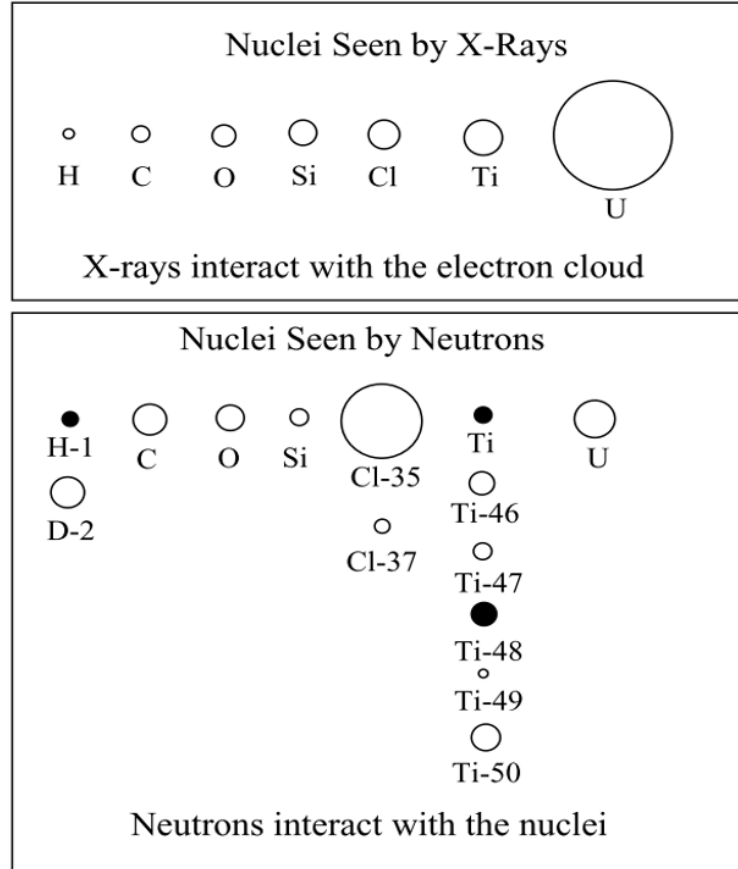 Nuclei Seen by X-Rays
H C O Si Cl Ti U
X-rays interact with the electron cloud
Nuclei Seen by Neutrons
H-1 C O Si Cl-35 Ti U
D-2 Cl-37 Ti-46
Ti-47
Ti-48
Ti-49
Ti-50
Neutrons interact with the nuclei